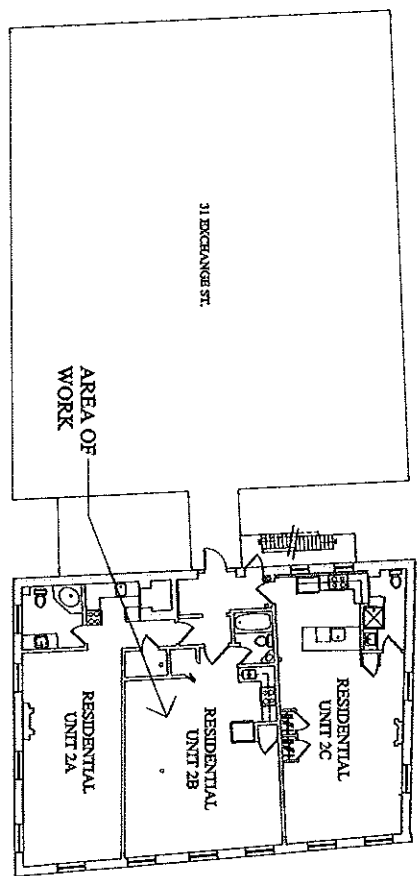 31 EXCHANGE ST.
AREA OF
WORK
RESIDENTIAL
UNIT 2C
RESIDENTIAL
UNIT 2B
RESIDENTIAL
UNIT 2A